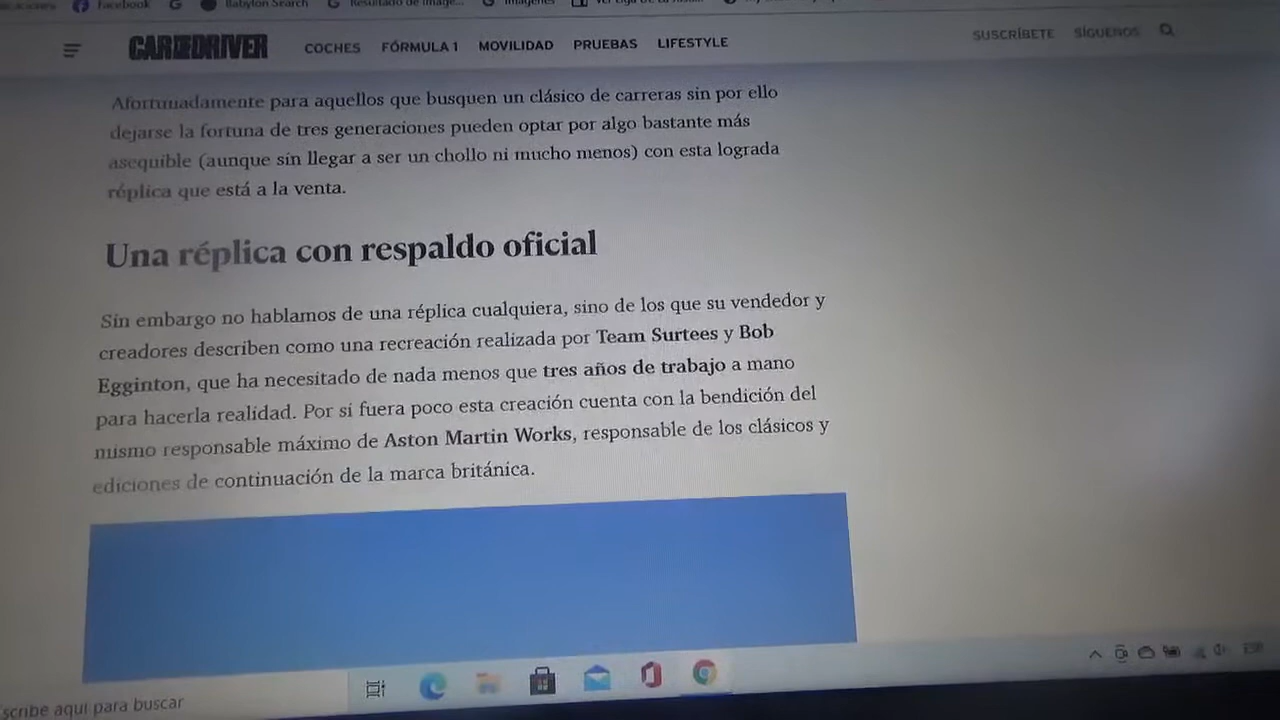 Facebook
Babylon Search
Resultado de image...
Imágenes
CAR AND DRIVER COCHES FÓRMULA 1 MOVILIDAD PRUEBAS LIFESTYLE SUSCRÍBETE SÍGUENOS
Afortunadamente para aquellos que busquen un clásico de carreras sin por ello
dejarse la fortuna de tres generaciones pueden optar por algo bastante más
asequible (aunque sin llegar a ser un chollo ni mucho menos) con esta lograda
réplica que está a la venta.
Una réplica con respaldo oficial
Sin embargo no hablamos de una réplica cualquiera, sino de los que su vendedor y
creadores describen como una recreación realizada por Team Surtees y Bob
Egginton, que ha necesitado de nada menos que tres años de trabajo a mano
para hacerla realidad. Por si fuera poco esta creación cuenta con la bendición del
mismo responsable máximo de Aston Martin Works, responsable de los clásicos y
ediciones de continuación de la marca británica.
scribe aquí para buscar